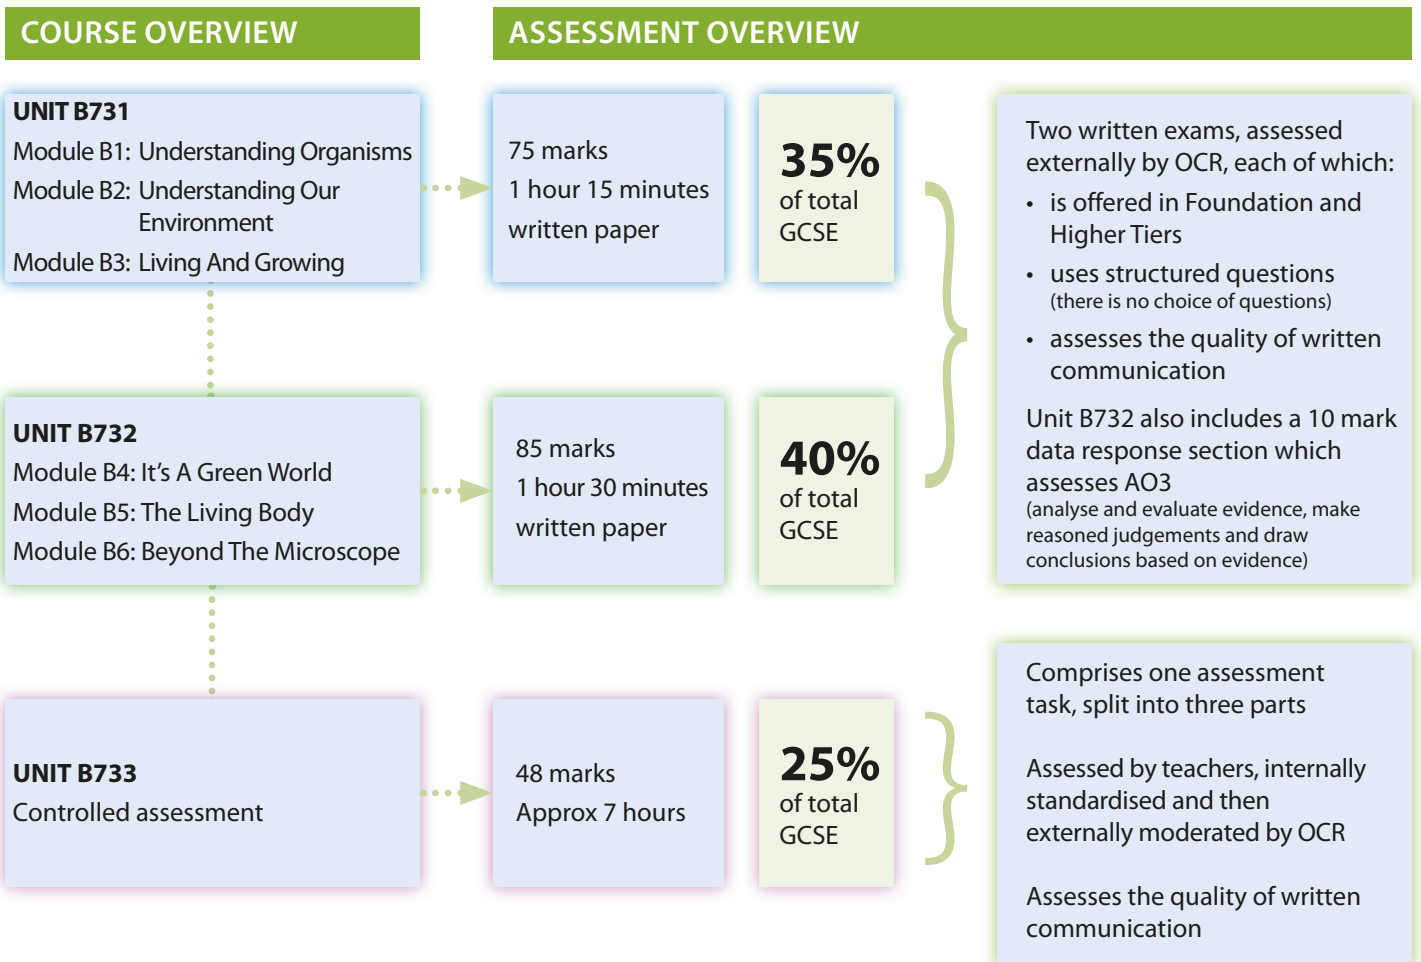 COURSE OVERVIEW
ASSESSMENT OVERVIEW
UNIT B731
Module B1: Understanding Organisms
Module B2: Understanding Our
Environment
Module B3: Living And Growing
75 marks
1 hour 15 minutes
written paper
35%
of total
GCSE
Two written exams, assessed
externally by OCR, each of which:
• is offered in Foundation and
Higher Tiers
• uses structured questions
(there is no choice of questions)
• assesses the quality of written
communication
Unit B732 also includes a 10 mark
data response section which
assesses AO3
(analyse and evaluate evidence, make
reasoned judgements and draw
conclusions based on evidence)
UNIT B732
Module B4: It's A Green World
Module B5: The Living Body
Module B6: Beyond The Microscope
85 marks
1 hour 30 minutes
written paper
40%
of total
GCSE
UNIT B733
Controlled assessment
48 marks
Approx 7 hours
25%
of total
GCSE
Comprises one assessment
task, split into three parts
Assessed by teachers, internally
standardised and then
externally moderated by OCR
Assesses the quality of written
communication